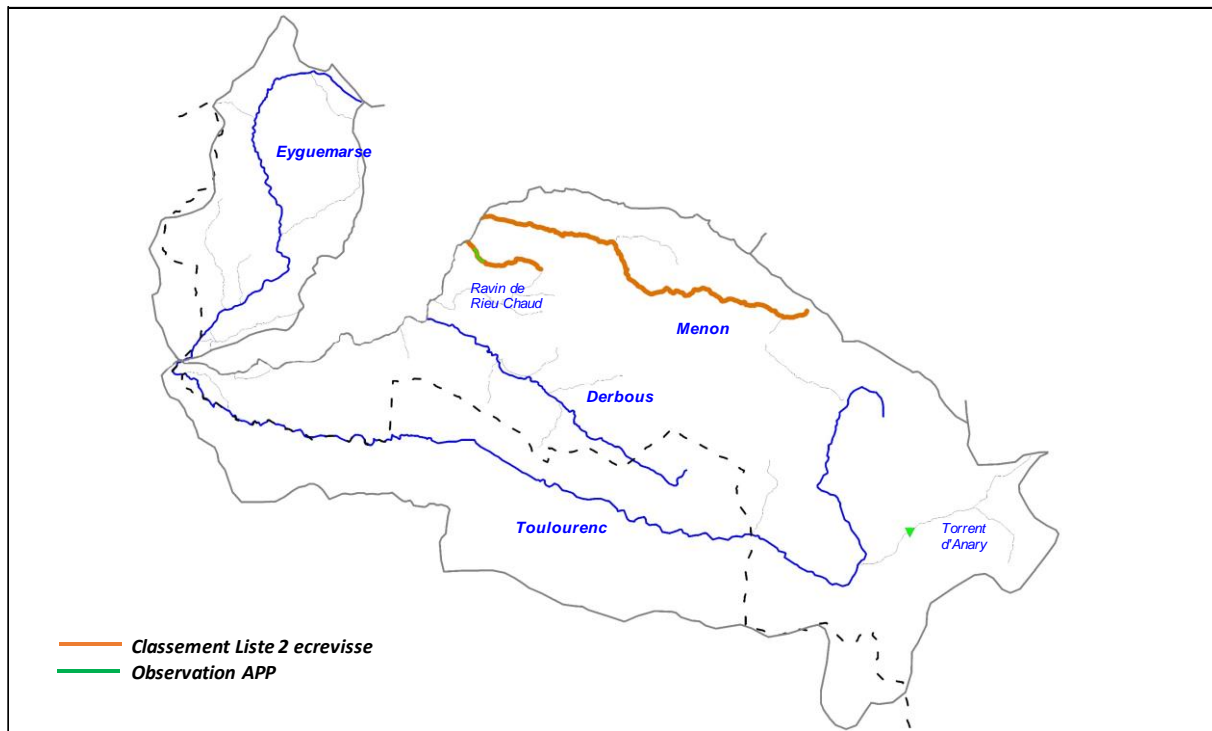 Eyguemarse
Ravin de
Rieu Chaud
Menon
Derbous
Toulourenc
Torrent
d'Anary
Classement Liste 2 ecrevisse
Observation APP